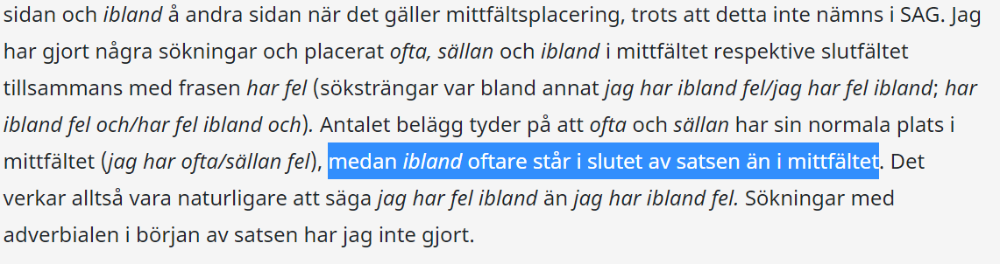 sidan och ibland å andra sidan när det gäller mittfältsplacering, trots att detta inte nämns i SAG. Jag
har gjort några sökningar och placerat ofta, sällan och ibland i mittfältet respektive slutfältet
tillsammans med frasen har fel (söksträngar var bland annat jag har ibland fel/jag har fel ibland; har
ibland fel och/har fel ibland och). Antalet belägg tyder på att ofta och sällan har sin normala plats i
mittfältet (jag har ofta/sällan fel), medan ibland oftare står i slutet av satsen än i mittfältet. Det
verkar alltså vara naturligare att säga jag har fel ibland än jag har ibland fel. Sökningar med
adverbialen i början av satsen har jag inte gjort.